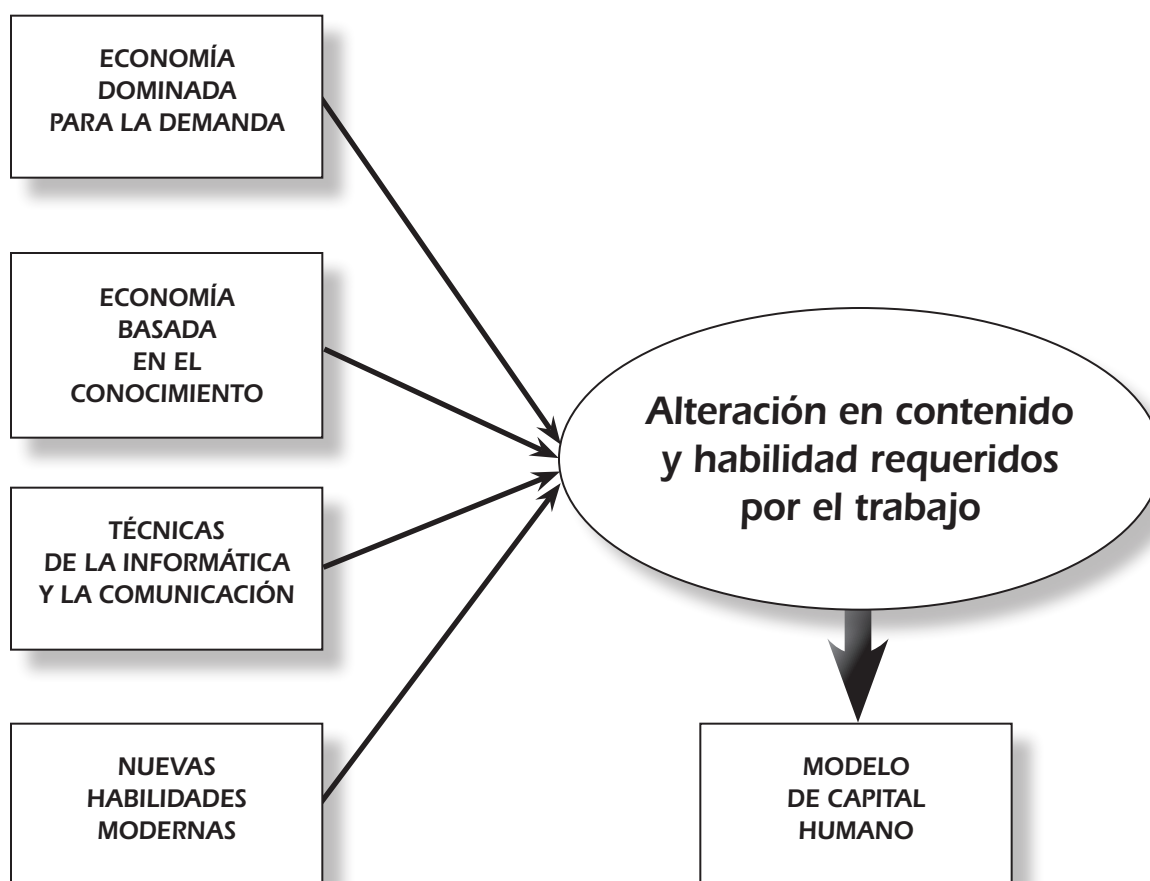 ECONOMÍA
DOMINADA
PARA LA DEMANDA
ECONOMÍA
BASADA
EN EL
CONOCIMIENTO
TÉCNICAS
DE LA INFORMÁTICA
Y LA COMUNICACIÓN
NUEVAS
HABILIDADES
MODERNAS
Alteración en contenido
y habilidad requeridos
por el trabajo
MODELO
DE CAPITAL
HUMANO